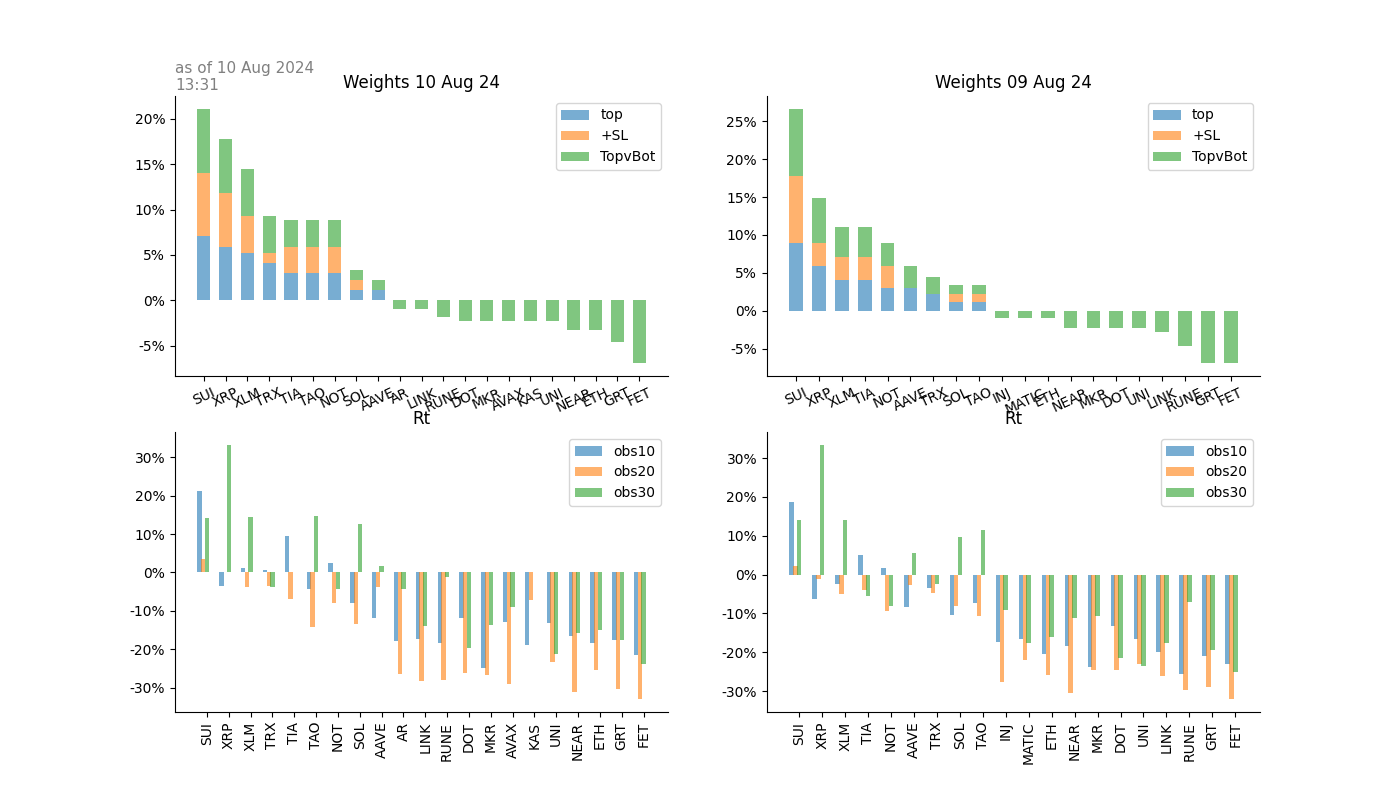 as of 10 Aug 2024
13:31
Weights 10 Aug 24
20%
15%
10%
5%
0%
-5%
top
+SL
TopvBot
SUI XRP XLM TRX TIA TAO NOT SOL AAVE AR LINK RUNE DOT MKR AVAX KAS UNI NEAR ETH GRT FET
Weights 09 Aug 24
25%
20%
15%
10%
5%
0%
-5%
top
+SL
TopvBot
SUI XRP XLM TIA NOT AAVE TRX SOL TAO INJ MATIC ETH NEAR MKR DOT UNI LINK RUNE GRT FET
Rt
30%
20%
10%
0%
-10%
-20%
-30%
obs10
obs20
obs30
SUI XRP XLM TRX TIA TAO NOT SOL AAVE AR LINK RUNE DOT MKR AVAX KAS UNI NEAR ETH GRT FET
Rt
30%
20%
10%
0%
-10%
-20%
-30%
obs10
obs20
obs30
SUI XRP XLM TIA NOT AAVE TRX SOL TAO INJ MATIC ETH NEAR MKR DOT UNI LINK RUNE GRT FET